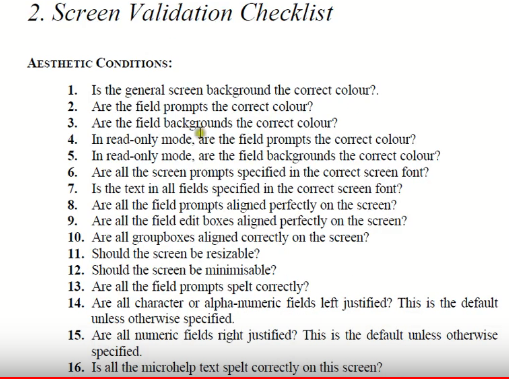 2. Screen Validation Checklist
AESTHETIC CONDITIONS:
1. Is the general screen background the correct colour?.
2. Are the field prompts the correct colour?
3. Are the field backgrounds the correct colour?
4. In read-only mode, are the field prompts the correct colour?
5. In read-only mode, are the field backgrounds the correct colour?
6. Are all the screen prompts specified in the correct screen font?
7. Is the text in all fields specified in the correct screen font?
8. Are all the field prompts aligned perfectly on the screen?
9. Are all the field edit boxes aligned perfectly on the screen?
10. Are all groupboxes aligned correctly on the screen?
11. Should the screen be resizable?
12. Should the screen be minimisable?
13. Are all the field prompts spelt correctly?
14. Are all character or alpha-numeric fields left justified? This is the default
unless otherwise specified.
15. Are all numeric fields right justified? This is the default unless otherwise
specified.
16. Is all the microhelp text spelt correctly on this screen?